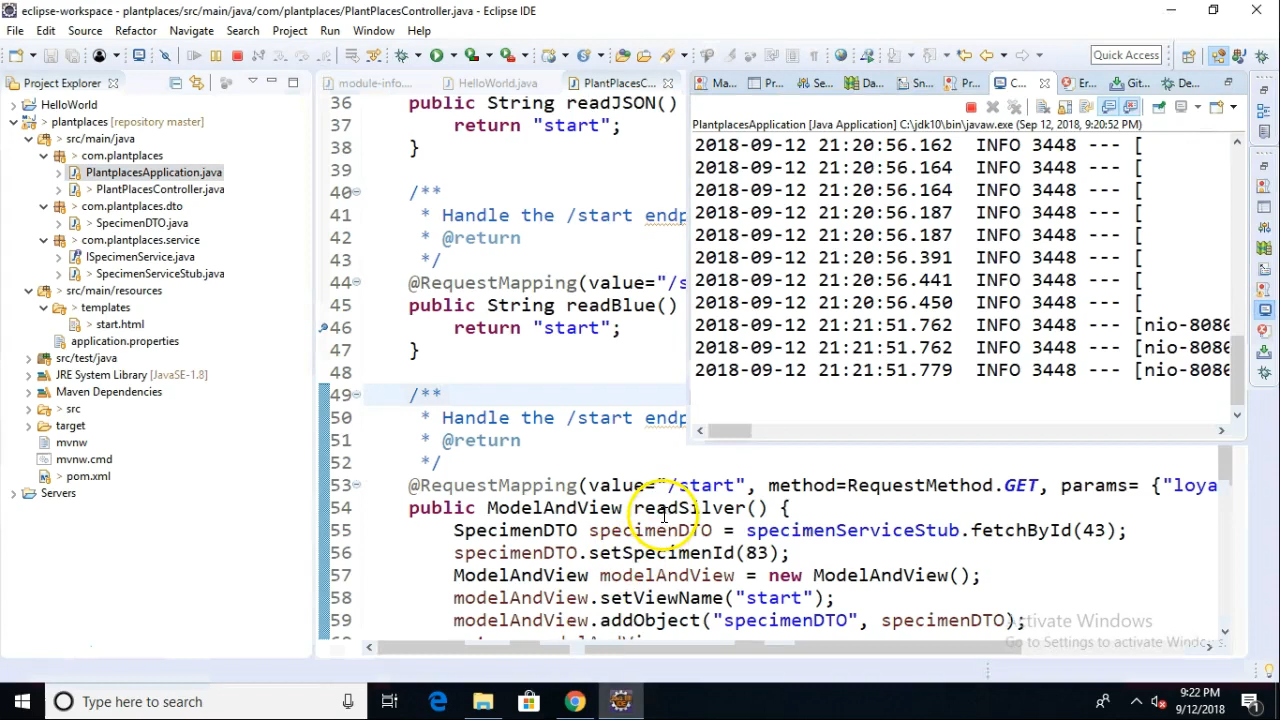 eclipse-workspace - plantplaces/src/main/java/com/plantplaces/PlantPlacesController.java - Eclipse IDE
File Edit Source Refactor Navigate Search Project Run Window Help
Quick Access
Project Explorer
module-info... HelloWorld.java PlantPlacesC...
Ma... Pr... Se... Da... Sn... Pr... C... Er... Git... De...
PlantplacesApplication [Java Application] C:\jdk10\bin\javaw.exe (Sep 12, 2018, 9:20:52 PM)
HelloWorld
plantplaces [repository master]
src/main/java
com.plantplaces
PlantplacesApplication.java
PlantPlacesController.java
com.plantplaces.dto
SpecimenDTO.java
com.plantplaces.service
ISpecimenService.java
SpecimenServiceStub.java
src/main/resources
templates
start.html
application.properties
src/test/java
JRE System Library [JavaSE-1.8]
Maven Dependencies
src
target
mvnw
mvnw.cmd
pom.xml
Servers
36 public String readJSON()
37 return "start";
38 }
39
40 /**
41 * Handle the /start endp
42 * @return
43 */
44 @RequestMapping(value="/s
45 public String readBlue()
46 return "start";
47 }
48
49 /**
50 * Handle the /start endp
51 * @return
52 */
53 @RequestMapping(value="/start", method=RequestMethod.GET, params= {"loya
54 public ModelAndView readSilver() {
55 SpecimenDTO specimenDTO = specimenServiceStub.fetchById(43);
56 specimenDTO.setSpecimenId(83);
57 ModelAndView modelAndView = new ModelAndView();
58 modelAndView.setViewName("start");
59 modelAndView.addObject("specimenDTO", specimenDTO);
2018-09-12 21:20:56.162 INFO 3448 --- [
2018-09-12 21:20:56.164 INFO 3448 --- [
2018-09-12 21:20:56.164 INFO 3448 --- [
2018-09-12 21:20:56.187 INFO 3448 --- [
2018-09-12 21:20:56.187 INFO 3448 --- [
2018-09-12 21:20:56.391 INFO 3448 --- [
2018-09-12 21:20:56.441 INFO 3448 --- [
2018-09-12 21:20:56.450 INFO 3448 --- [
2018-09-12 21:21:51.762 INFO 3448 --- [nio-8080
2018-09-12 21:21:51.762 INFO 3448 --- [nio-8080
2018-09-12 21:21:51.779 INFO 3448 --- [nio-8080
Activate Windows
Go to Settings to activate Windows.
Type here to search
9:22 PM
9/12/2018